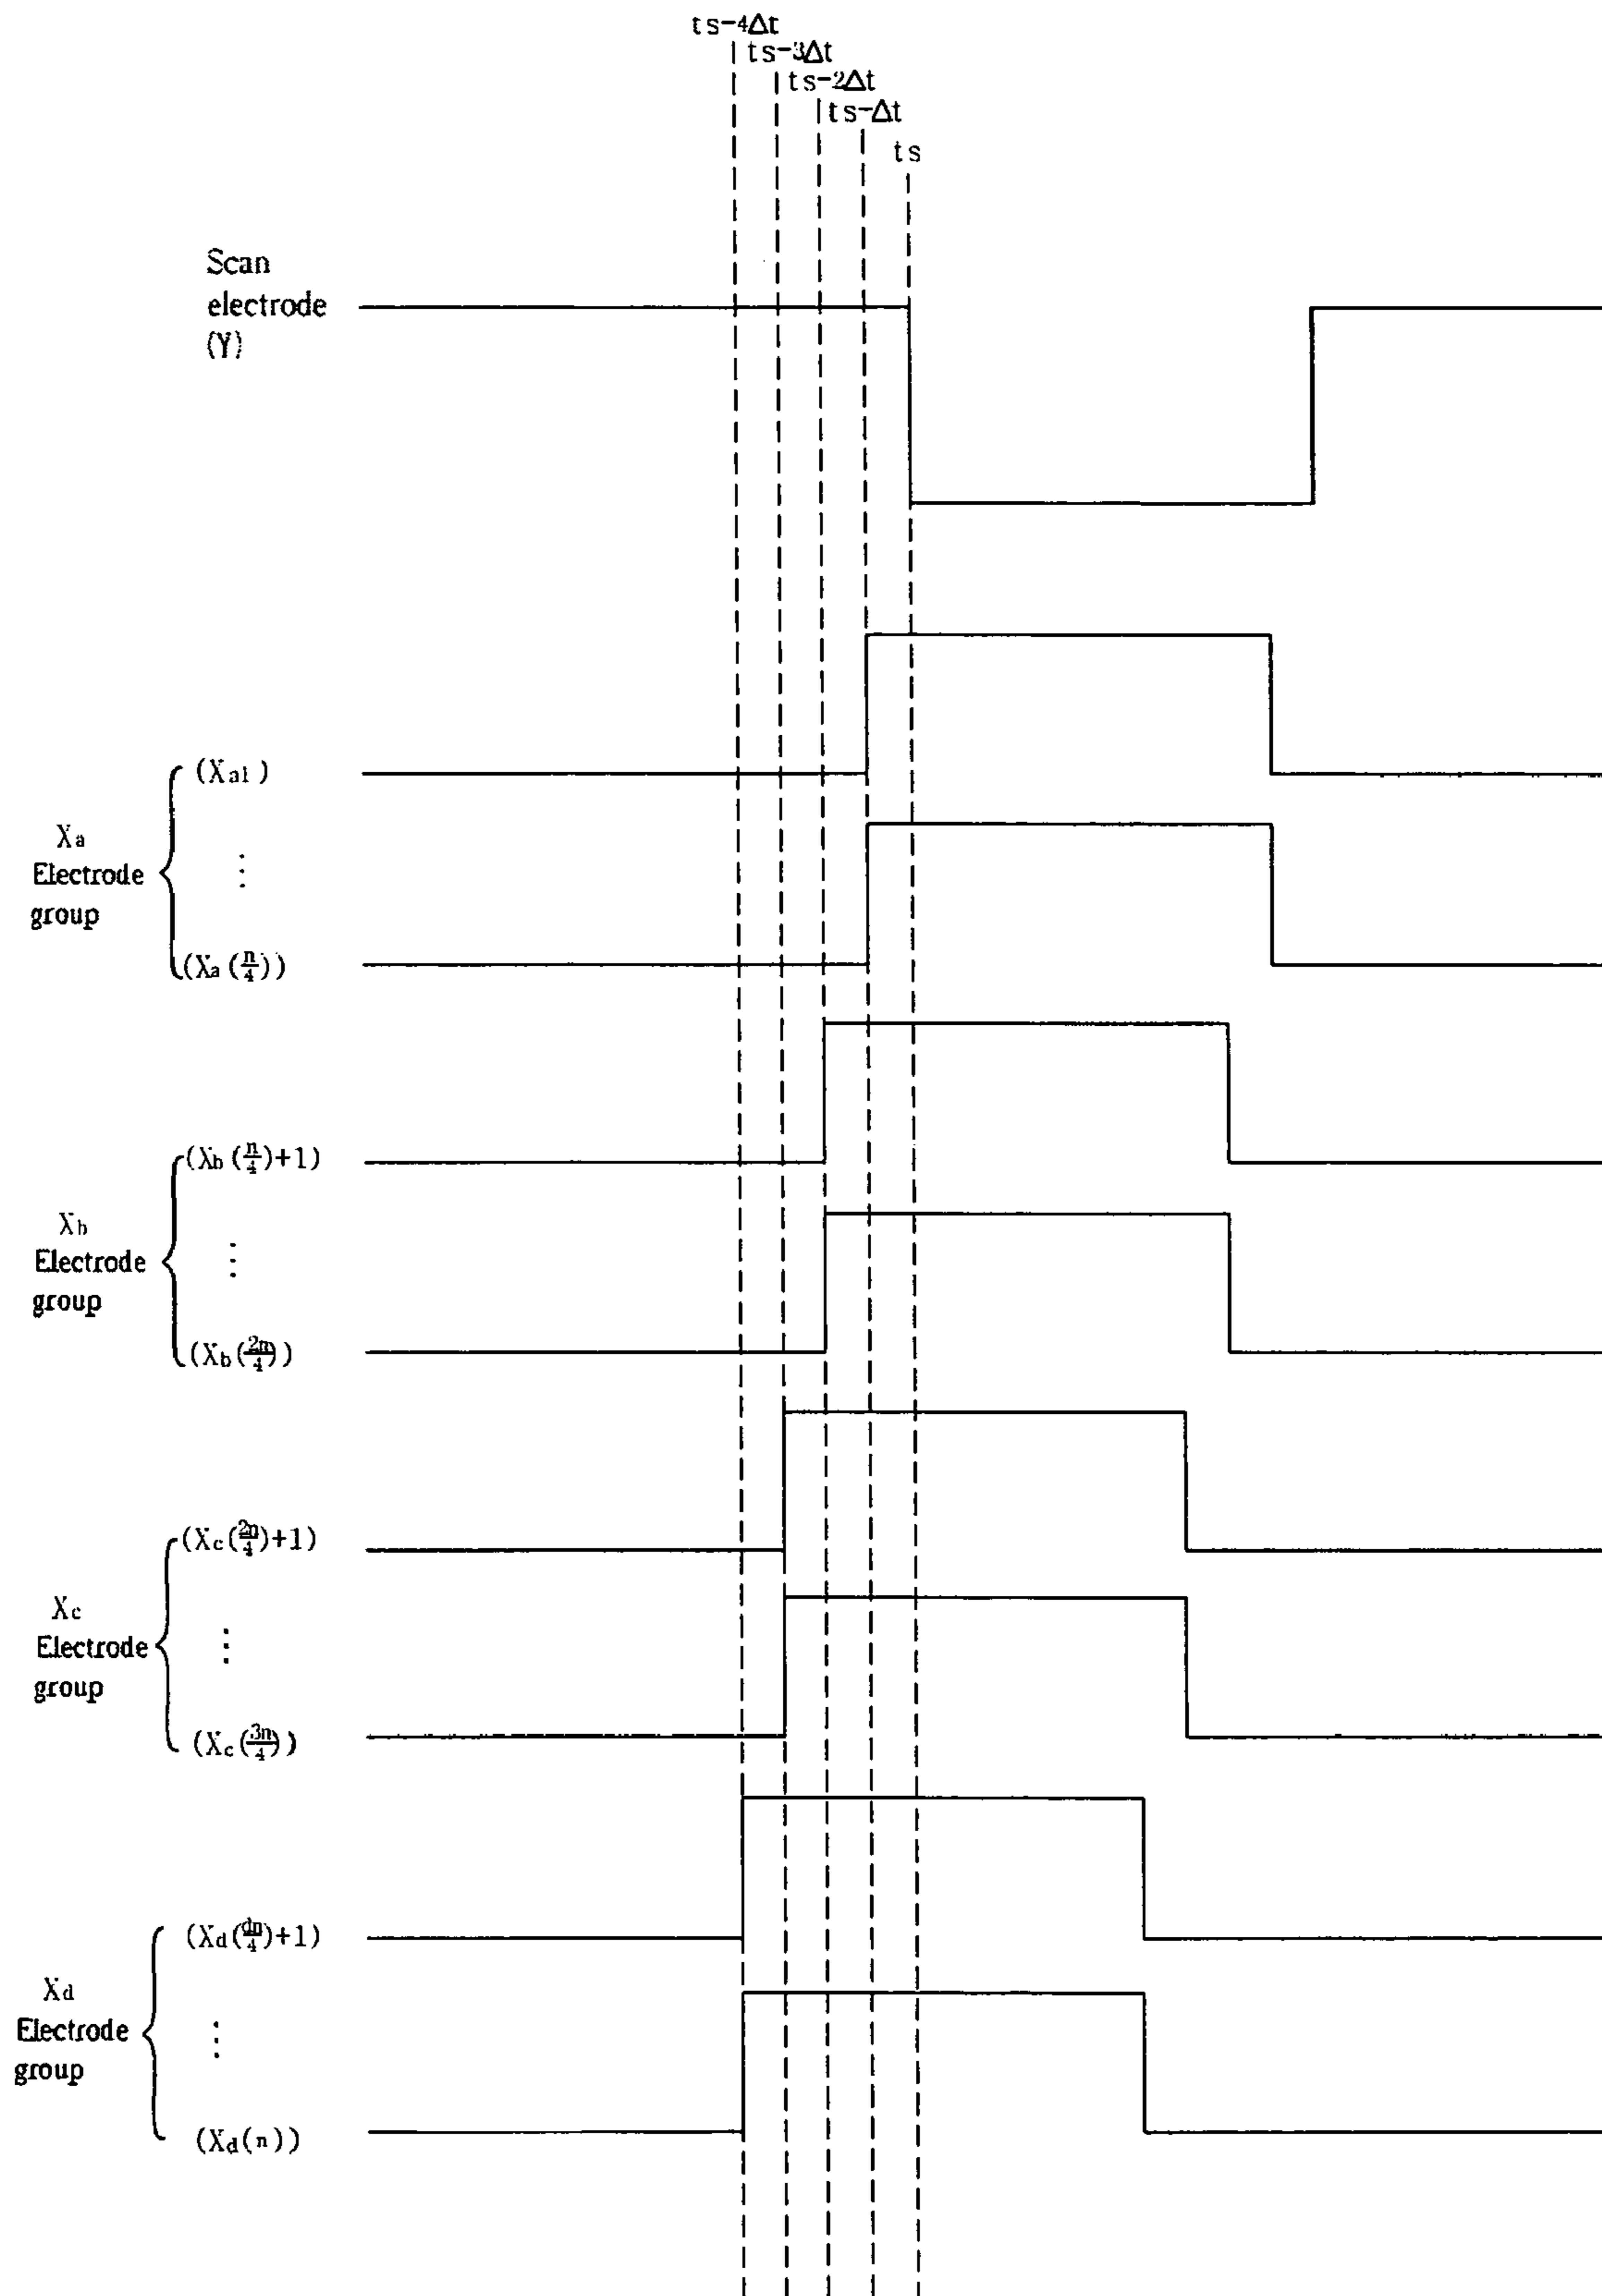 ts-4Δt
ts-3Δt
ts-2Δt
ts-Δt
ts
Scan
electrode
(Y)
(Xa1)
Xa
Electrode
group
⋮
(Xa(n/4))
(Xb(n/4)+1)
Xb
Electrode
group
⋮
(Xb(2n/4))
(Xc(2n/4)+1)
Xc
Electrode
group
⋮
(Xc(3n/4))
(Xd(dn/4)+1)
Xd
Electrode
group
⋮
(Xd(n))